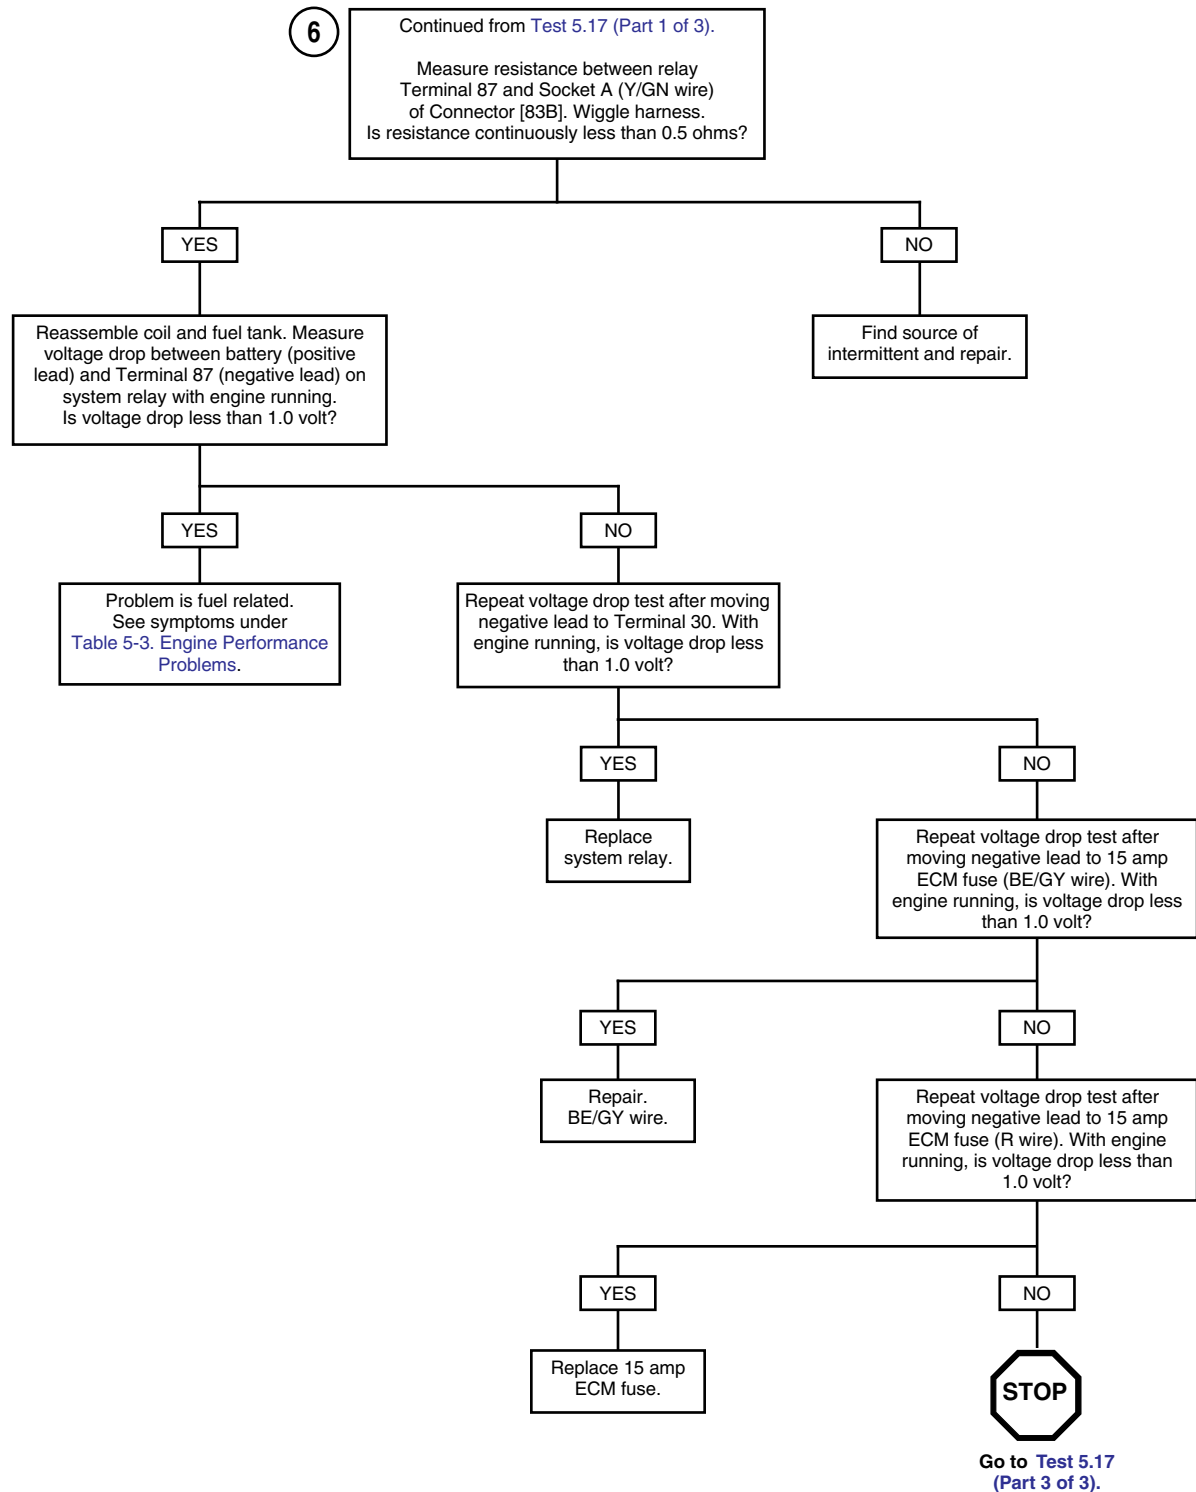 6
Continued from Test 5.17 (Part 1 of 3).
Measure resistance between relay
Terminal 87 and Socket A (Y/GN wire)
of Connector [83B]. Wiggle harness.
Is resistance continuously less than 0.5 ohms?
YES
NO
Reassemble coil and fuel tank. Measure
voltage drop between battery (positive
lead) and Terminal 87 (negative lead) on
system relay with engine running.
Is voltage drop less than 1.0 volt?
Find source of
intermittent and repair.
YES
NO
Problem is fuel related.
See symptoms under
Table 5-3. Engine Performance
Problems.
Repeat voltage drop test after moving
negative lead to Terminal 30. With
engine running, is voltage drop less
than 1.0 volt?
YES
NO
Replace
system relay.
Repeat voltage drop test after
moving negative lead to 15 amp
ECM fuse (BE/GY wire). With
engine running, is voltage drop less
than 1.0 volt?
YES
NO
Repair.
BE/GY wire.
Repeat voltage drop test after
moving negative lead to 15 amp
ECM fuse (R wire). With engine
running, is voltage drop less than
1.0 volt?
YES
NO
Replace 15 amp
ECM fuse.
STOP
Go to Test 5.17
(Part 3 of 3).